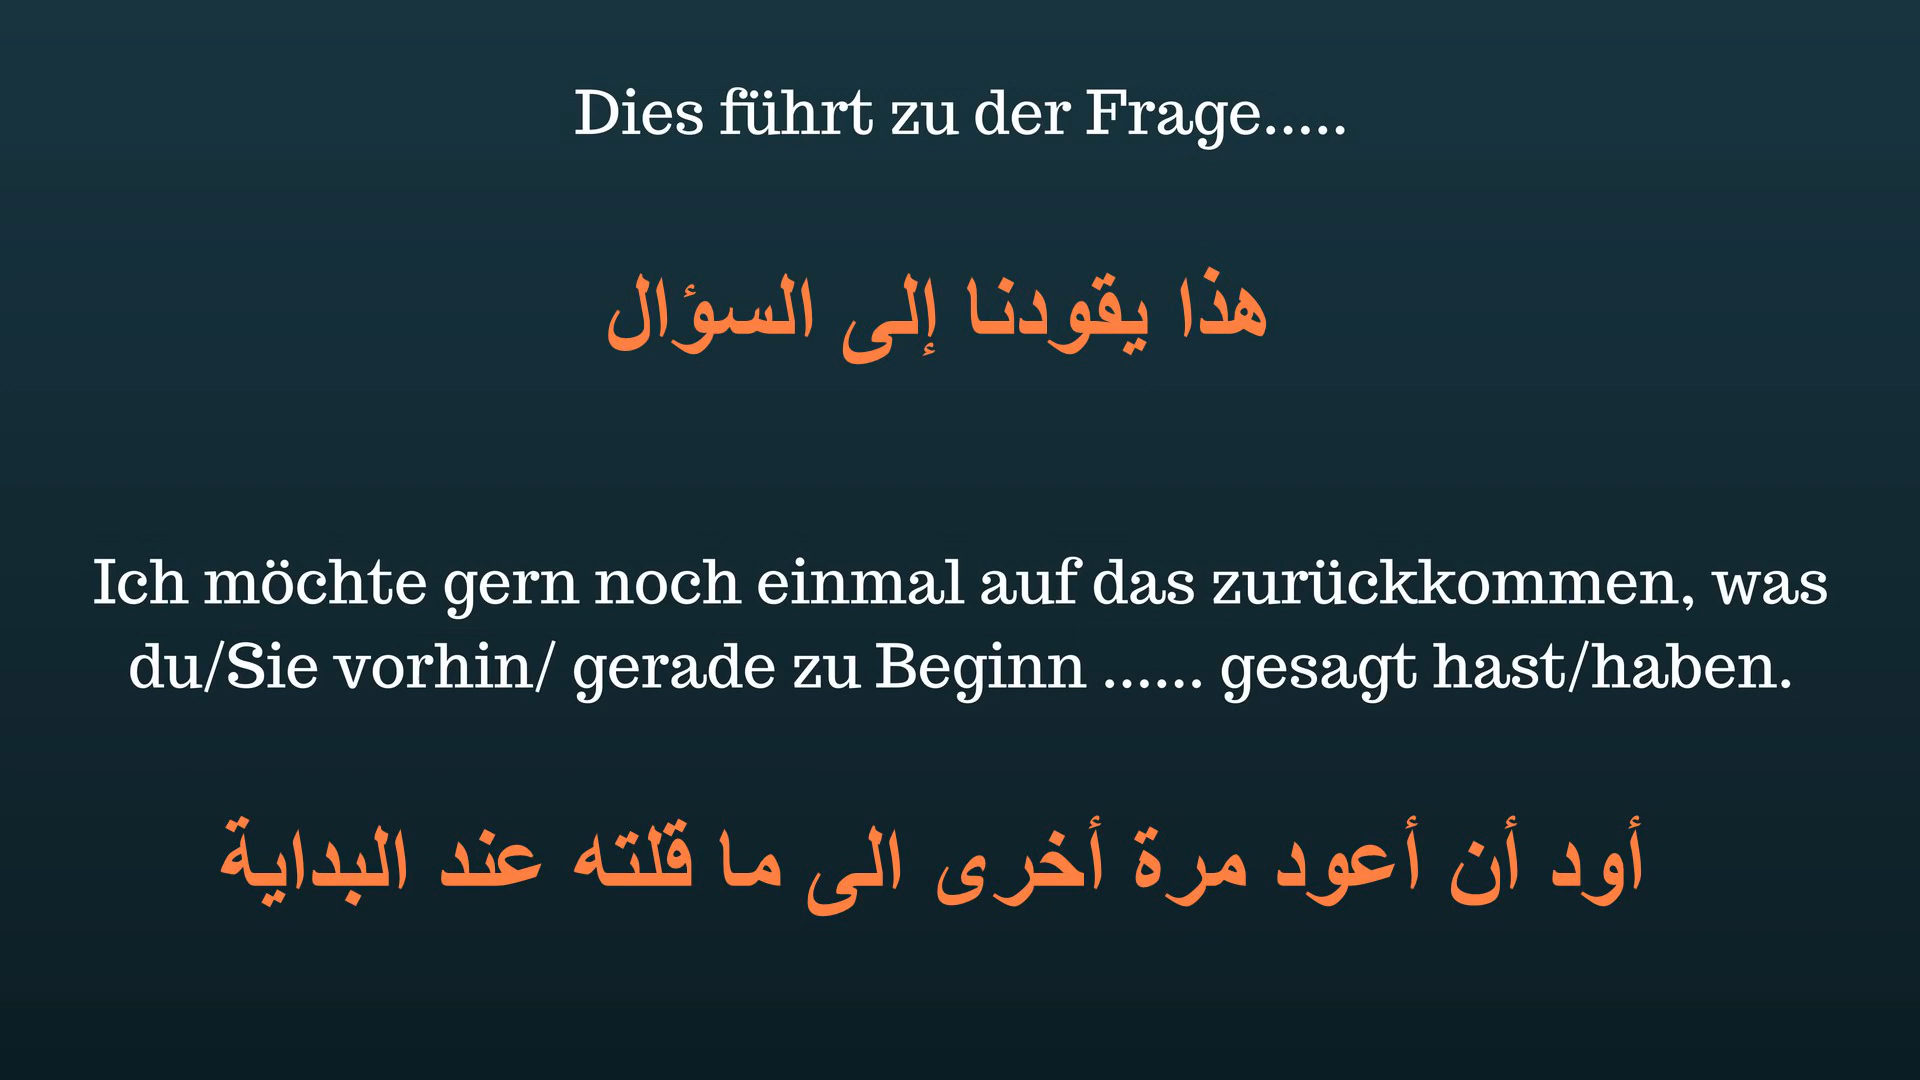 Dies führt zu der Frage.....
هذا يقودنا إلى السؤال
Ich möchte gern noch einmal auf das zurückkommen, was
du/Sie vorhin/ gerade zu Beginn ...... gesagt hast/haben.
أود أن أعود مرة أخرى الى ما قلته عند البداية